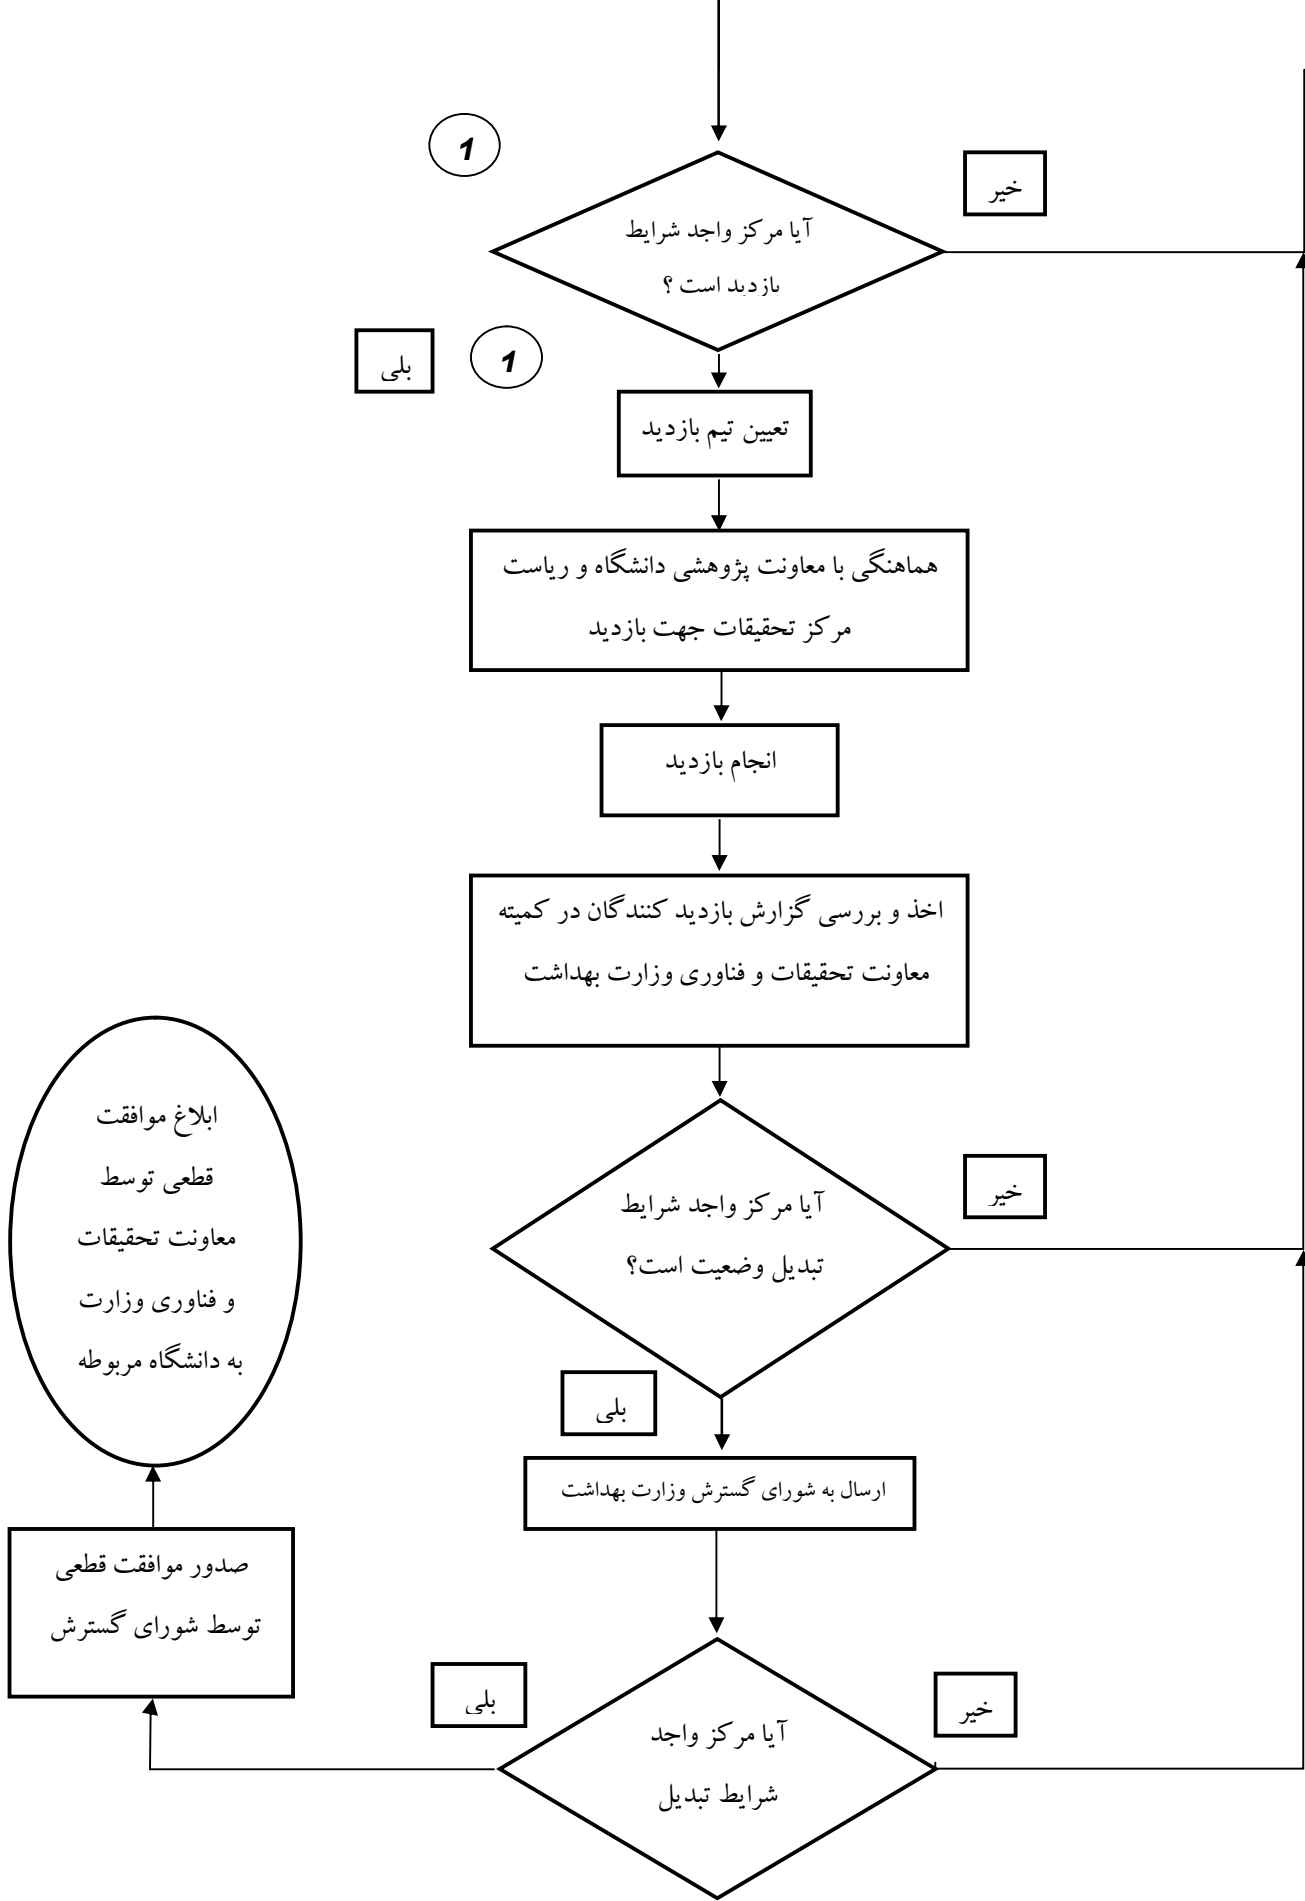 1
خیر
آیا مرکز واجد شرایط
بازدید است ؟
1
بلی
تعیین تیم بازدید
هماهنگی با معاونت پژوهشی دانشگاه و ریاست
مرکز تحقیقات جهت بازدید
انجام بازدید
اخذ و بررسی گزارش بازدید کنندگان در کمیته
معاونت تحقیقات و فناوری وزارت بهداشت
خیر
آیا مرکز واجد شرایط
تبدیل وضعیت است؟
بلی
ارسال به شورای گسترش وزارت بهداشت
خیر
آیا مرکز واجد
شرایط تبدیل
بلی
صدور موافقت قطعی
توسط شورای گسترش
ابلاغ موافقت
قطعی توسط
معاونت تحقیقات
و فناوری وزارت
به دانشگاه مربوطه